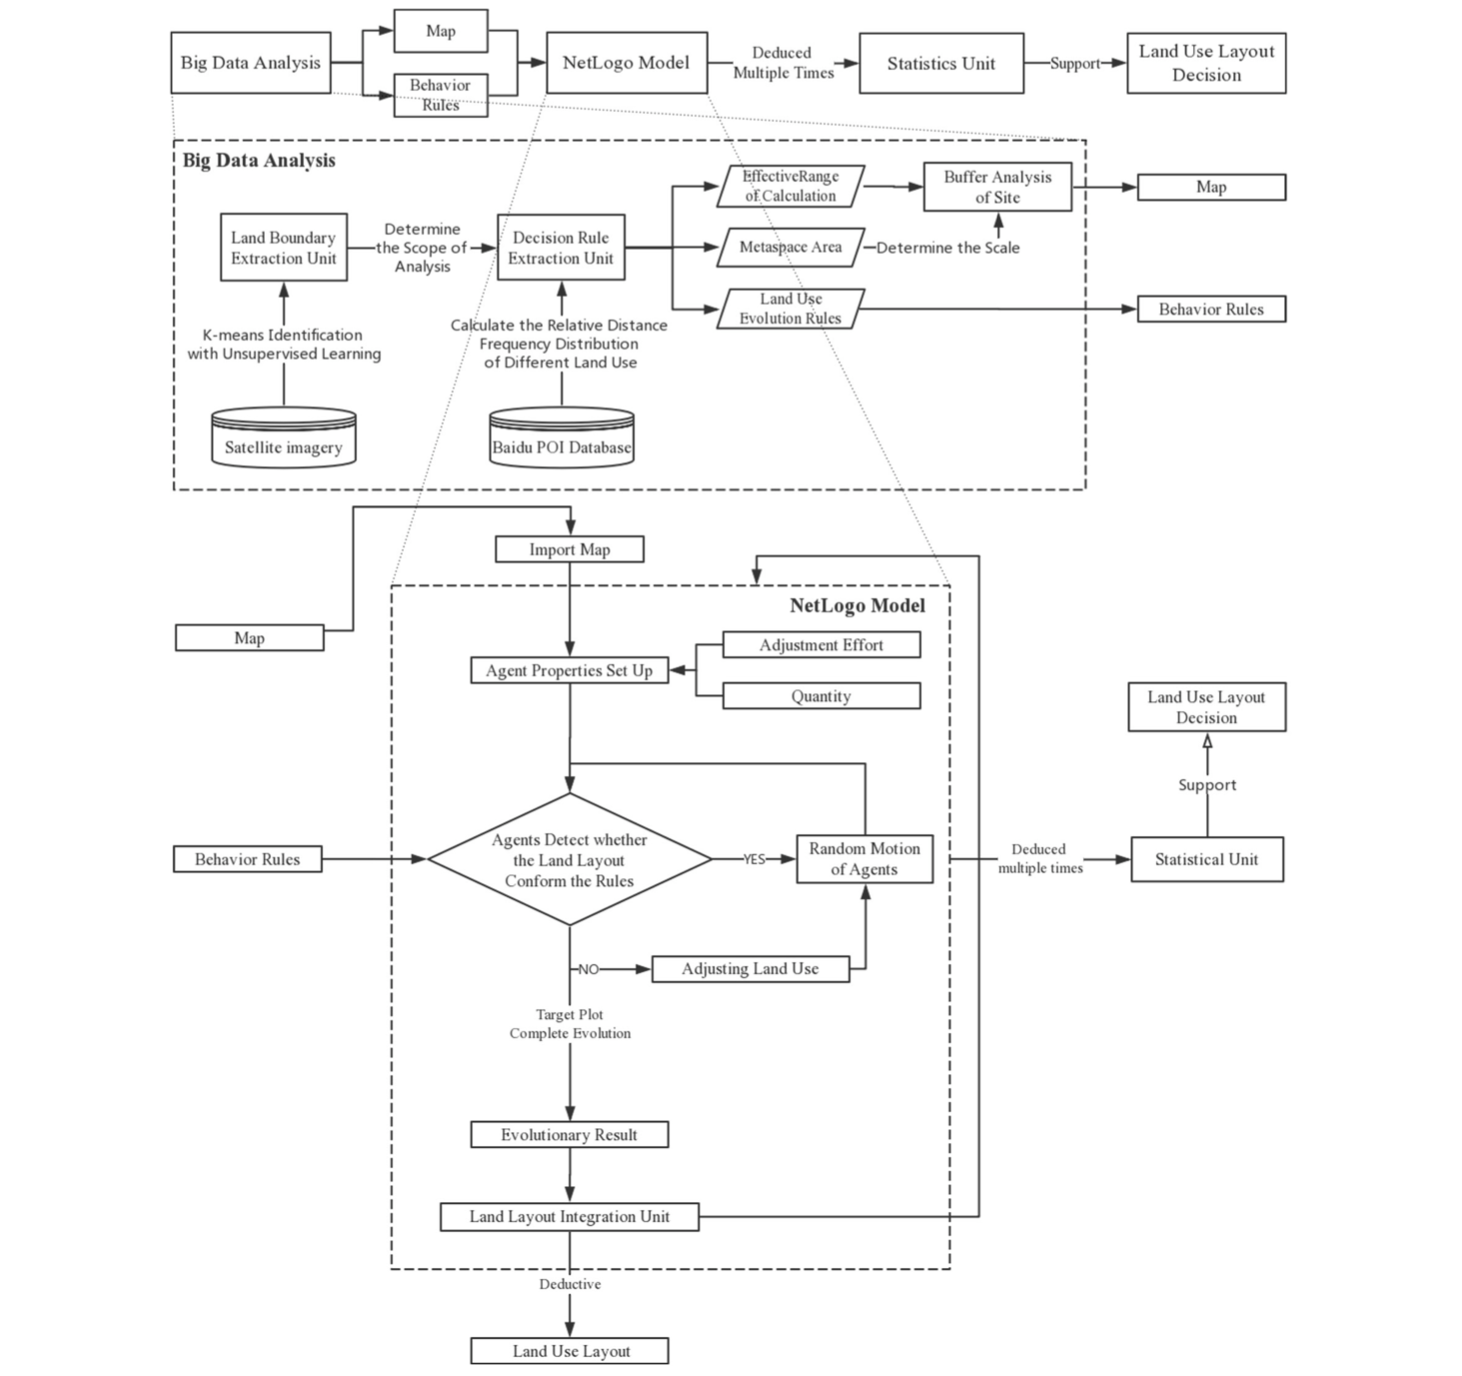 Big Data Analysis
Map
Behavior
Rules
NetLogo Model
Deduced
Multiple Times
Statistics Unit
Support
Land Use Layout
Decision
Big Data Analysis
Land Boundary
Extraction Unit
Determine
the Scope of
Analysis
Decision Rule
Extraction Unit
EffectiveRange
of Calculation
Buffer Analysis
of Site
Map
Metaspace Area
Determine the Scale
Land Use
Evolution Rules
Behavior Rules
K-means Identification
with Unsupervised Learning
Calculate the Relative Distance
Frequency Distribution
of Different Land Use
Satellite imagery
Baidu POI Database
Import Map
NetLogo Model
Map
Agent Properties Set Up
Adjustment Effort
Quantity
Land Use Layout
Decision
Support
Behavior Rules
Agents Detect whether
the Land Layout
Conform the Rules
YES
Random Motion
of Agents
Deduced
multiple times
Statistical Unit
NO
Adjusting Land Use
Target Plot
Complete Evolution
Evolutionary Result
Land Layout Integration Unit
Deductive
Land Use Layout